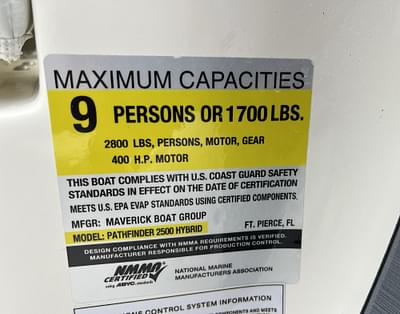 MAXIMUM CAPACITIES
9 PERSONS OR 1700 LBS.
2800 LBS, PERSONS, MOTOR, GEAR
400 H.P. MOTOR
THIS BOAT COMPLIES WITH U.S. COAST GUARD SAFETY
STANDARDS IN EFFECT ON THE DATE OF CERTIFICATION
MEETS U.S. EPA EVAP STANDARDS USING CERTIFIED COMPONENTS.
MFGR: MAVERICK BOAT GROUP FT. PIERCE, FL
MODEL: PATHFINDER 2500 HYBRID
DESIGN COMPLIANCE WITH NMMA REQUIREMENTS IS VERIFIED.
MANUFACTURER RESPONSIBLE FOR PRODUCTION CONTROL.
NMMA
CERTIFIED
using ABYC standards
NATIONAL MARINE
MANUFACTURERS ASSOCIATION
CONTROL SYSTEM INFORMATION